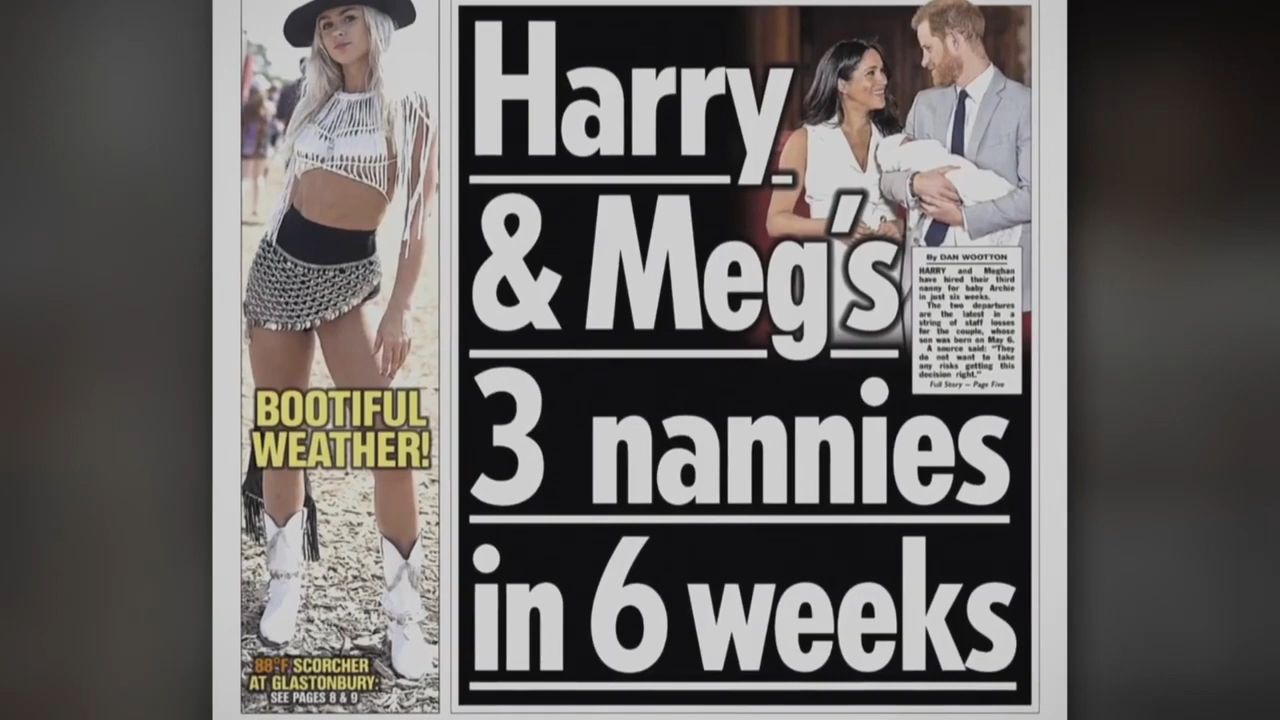 Harry
& Meg's
3 nannies
in 6 weeks
By DAN WOOTTON
HARRY and Meghan
have hired their third
nanny for baby Archie
in just six weeks.
The two departures
are the latest in a
string of staff losses
for the couple, whose
son was born on May 6.
A source said: "They
do not want to take
any risks getting this
decision right."
Full Story — Page Five
BOOTIFUL
WEATHER!
88°F SCORCHER
AT GLASTONBURY:
SEE PAGES 8 & 9